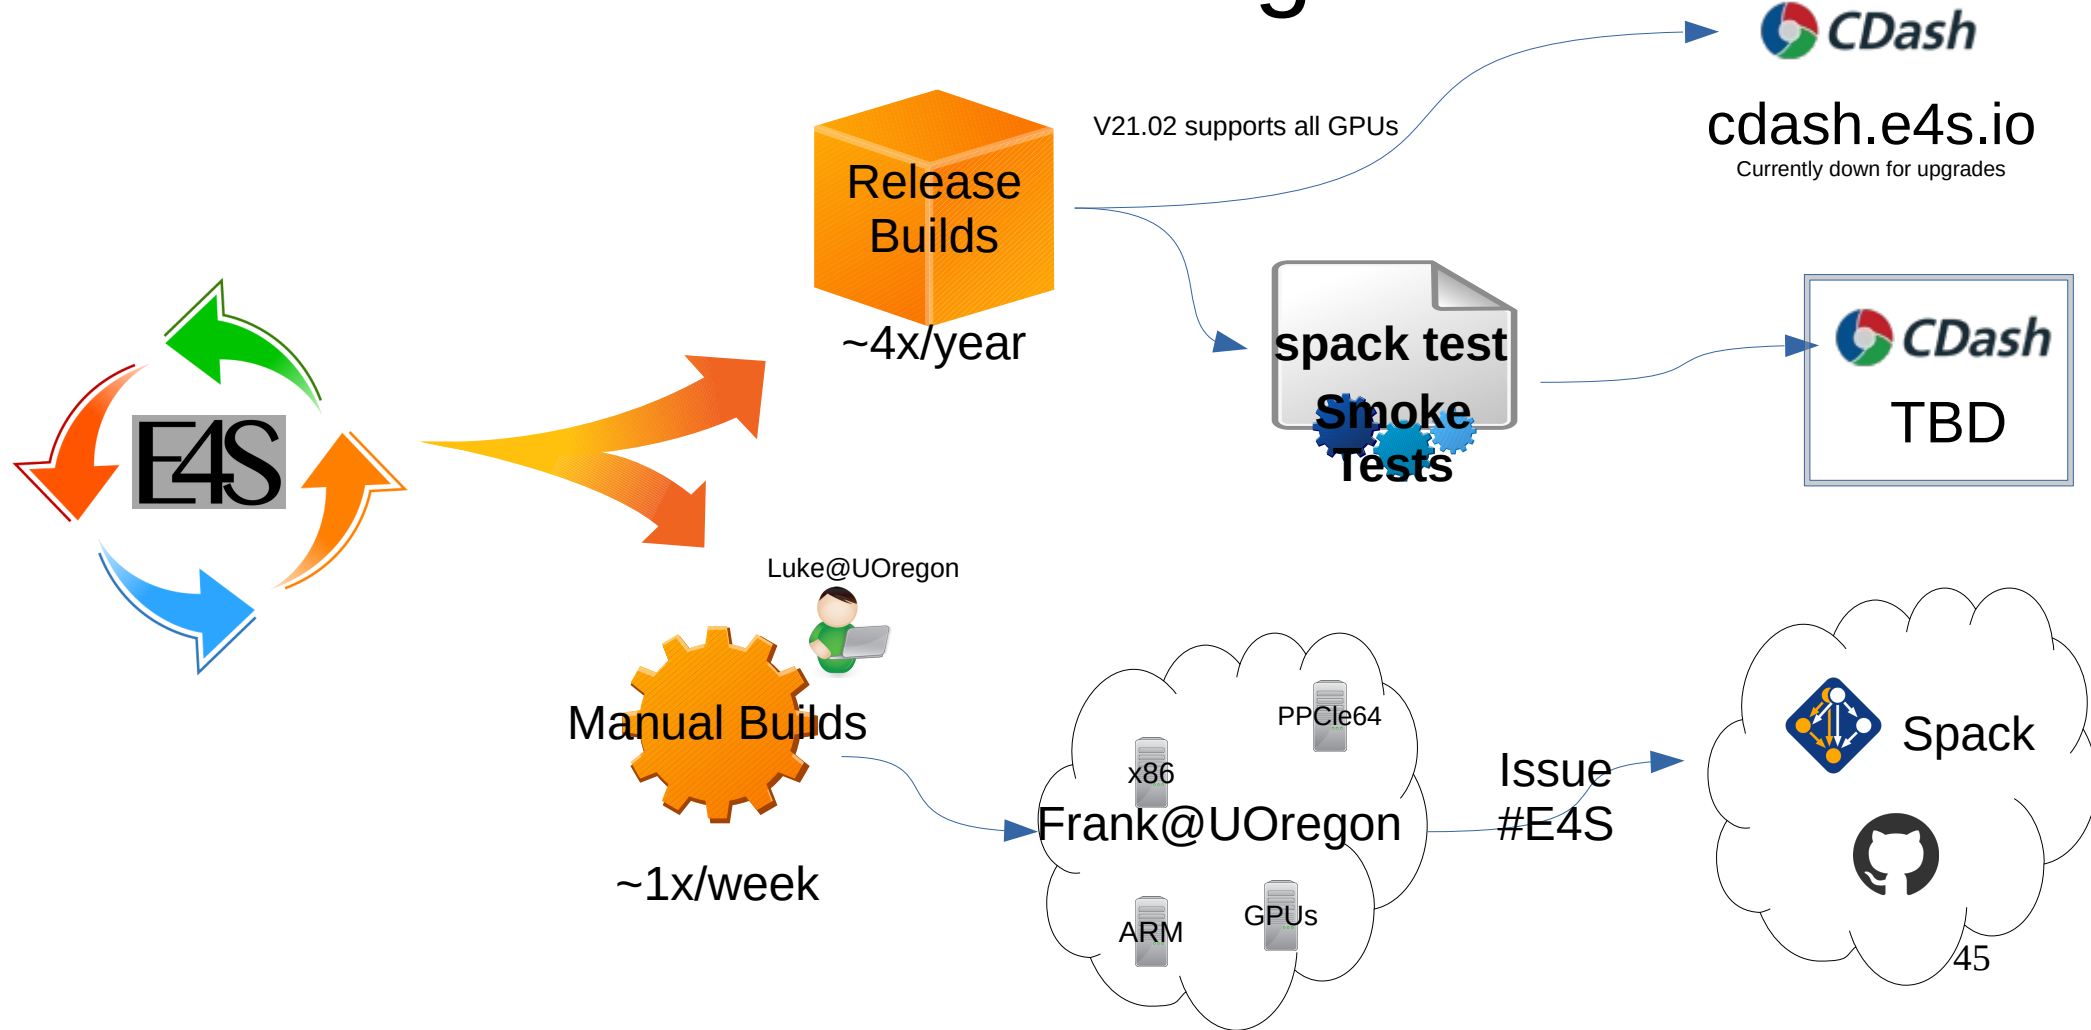 CDash
cdash.e4s.io
Currently down for upgrades
V21.02 supports all GPUs
Release
Builds
~4x/year
spack test
Smoke
Tests
CDash
TBD
E4S
Luke@UOregon
Manual Builds
~1x/week
PPCle64
x86
Frank@UOregon
ARM
GPUs
Issue
#E4S
Spack
45